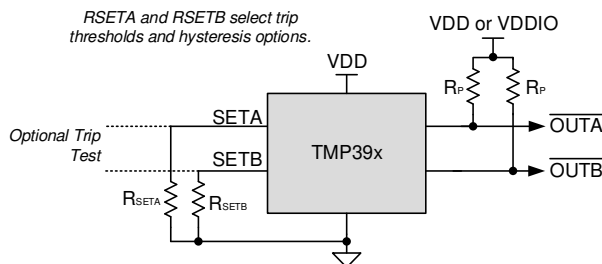 RSETA and RSETB select trip
thresholds and hysteresis options.
VDD or VDDIO
VDD
RP
RP
SETA
OUTA
Optional Trip
Test
SETB
TMP39x
OUTB
RSETA
RSETB